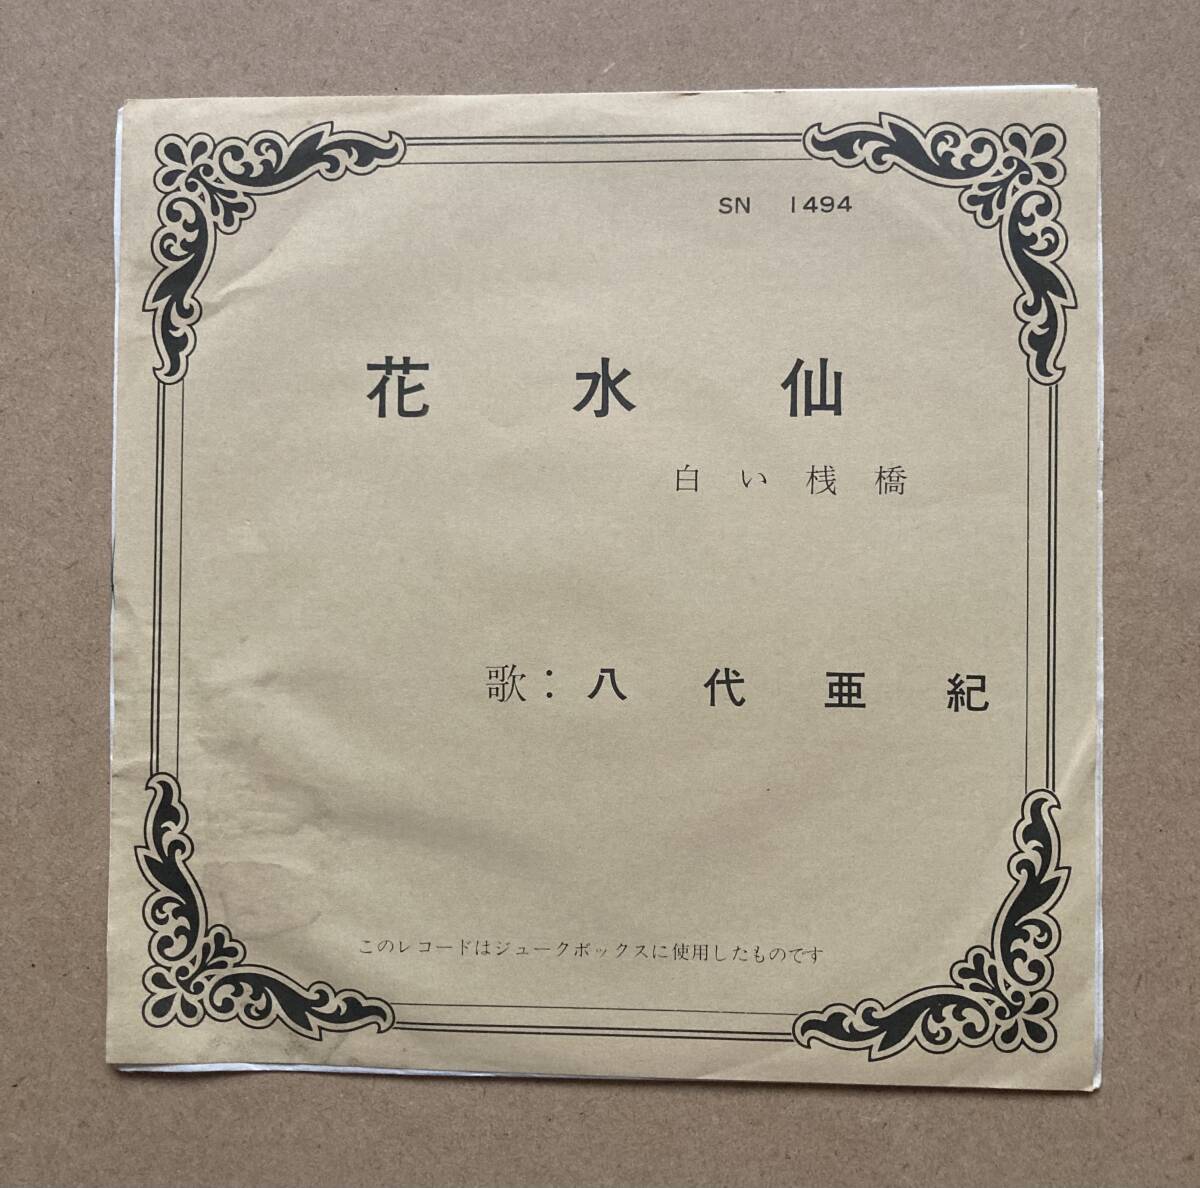 SN 1494
花水仙
白い桟橋
歌：八代亜紀
このレコードはジュークボックスに使用したものです